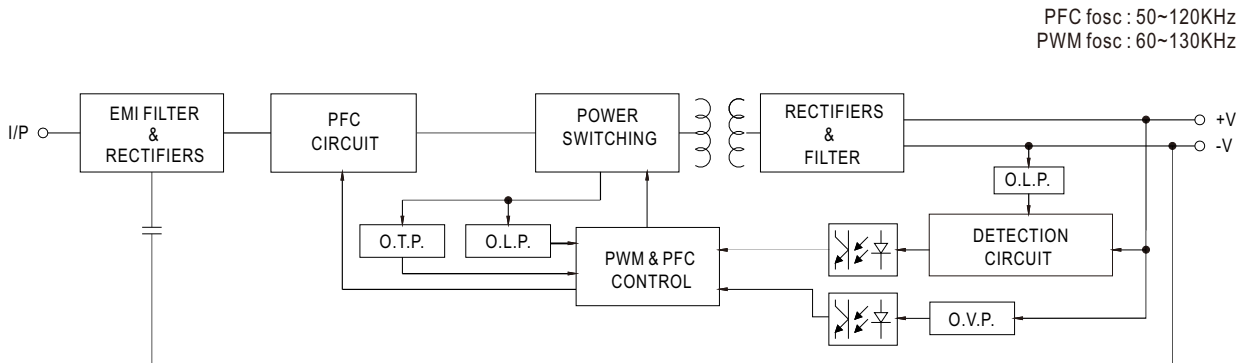 PFC fosc : 50~120KHz
PWM fosc : 60~130KHz
I/P
EMI FILTER
&
RECTIFIERS
PFC
CIRCUIT
POWER
SWITCHING
RECTIFIERS
&
FILTER
+V
-V
O.L.P.
O.T.P.
O.L.P.
PWM & PFC
CONTROL
DETECTION
CIRCUIT
O.V.P.